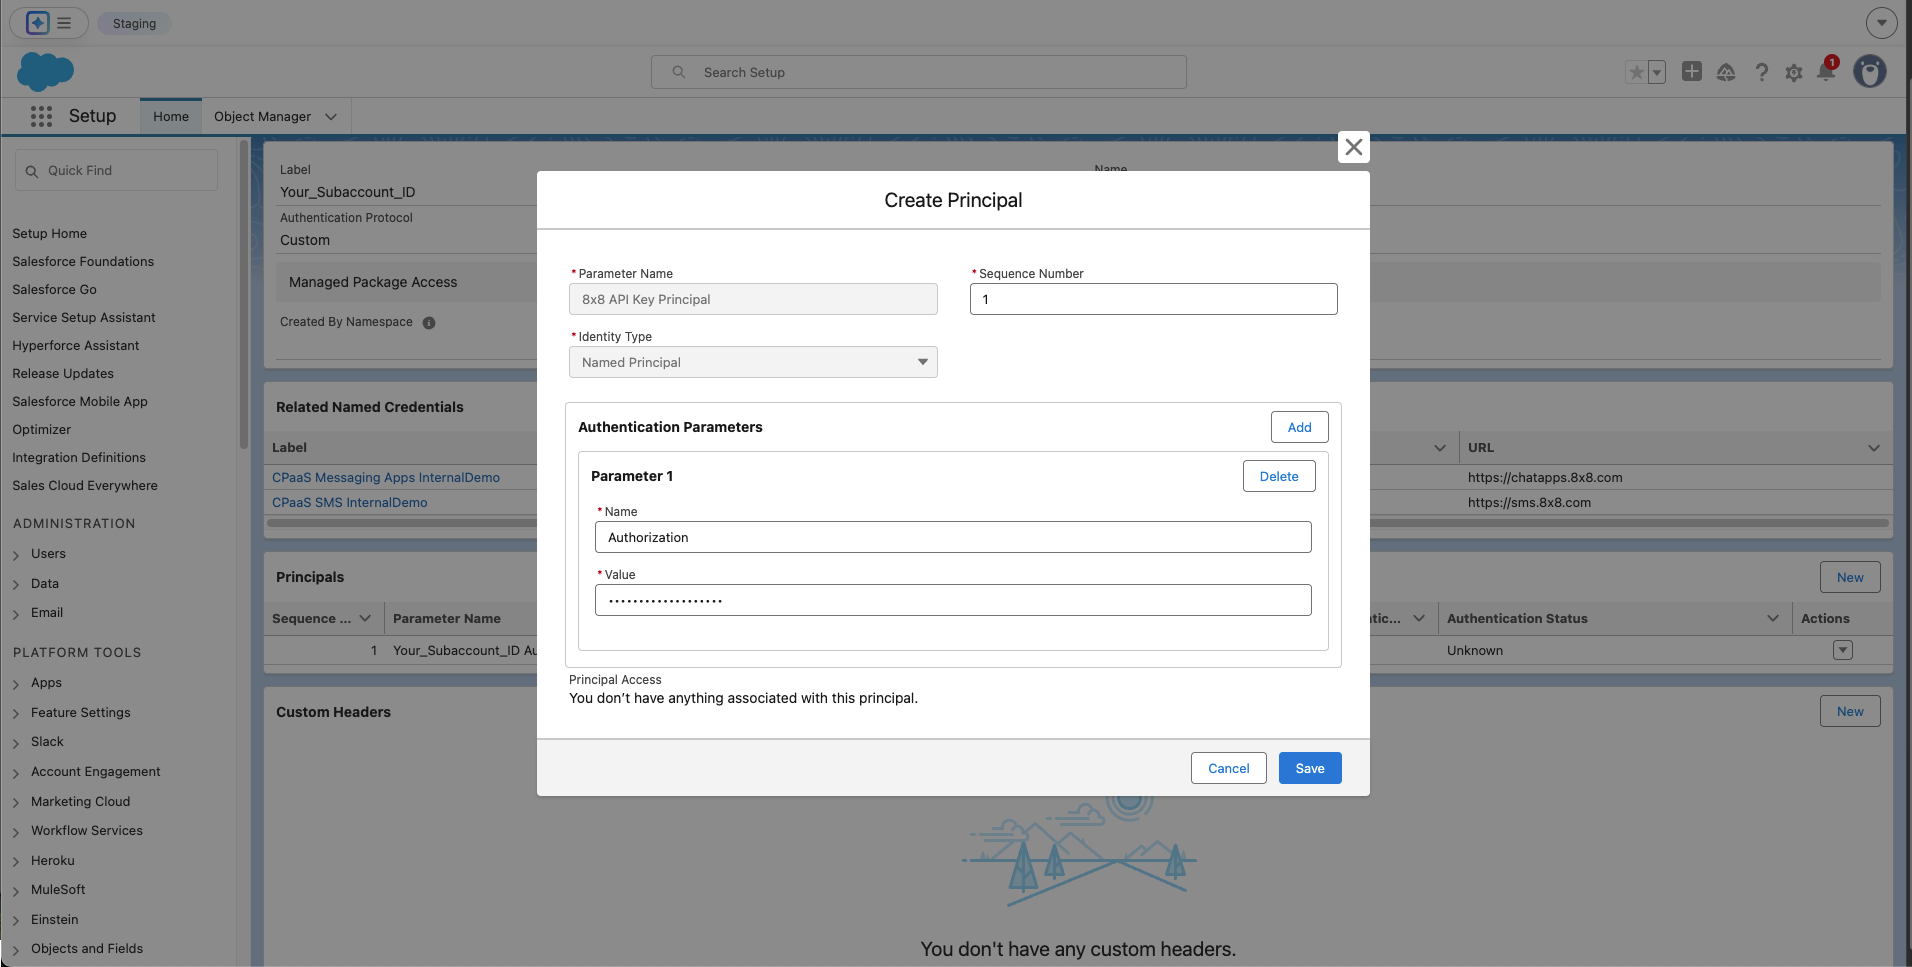 Staging
Search Setup
1
Setup
Home
Object Manager
Quick Find
Setup Home
Salesforce Foundations
Salesforce Go
Service Setup Assistant
Hyperforce Assistant
Release Updates
Salesforce Mobile App
Optimizer
Integration Definitions
Sales Cloud Everywhere
ADMINISTRATION
Users
Data
Email
PLATFORM TOOLS
Apps
Feature Settings
Slack
Account Engagement
Marketing Cloud
Workflow Services
Heroku
MuleSoft
Einstein
Objects and Fields
Label
Name
Your_Subaccount_ID
Authentication Protocol
Custom
Managed Package Access
Created By Namespace
Related Named Credentials
Label
URL
CPaaS Messaging Apps InternalDemo
https://chatapps.8x8.com
CPaaS SMS InternalDemo
https://sms.8x8.com
Principals
New
Sequence ...
Parameter Name
tic...
Authentication Status
Actions
1
Your_Subaccount_ID Au
Unknown
Custom Headers
New
You don't have any custom headers.
Create Principal
* Parameter Name
8x8 API Key Principal
* Sequence Number
1
* Identity Type
Named Principal
Authentication Parameters
Add
Parameter 1
Delete
* Name
Authorization
* Value
•••••••••••••••••••
Principal Access
You don’t have anything associated with this principal.
Cancel
Save